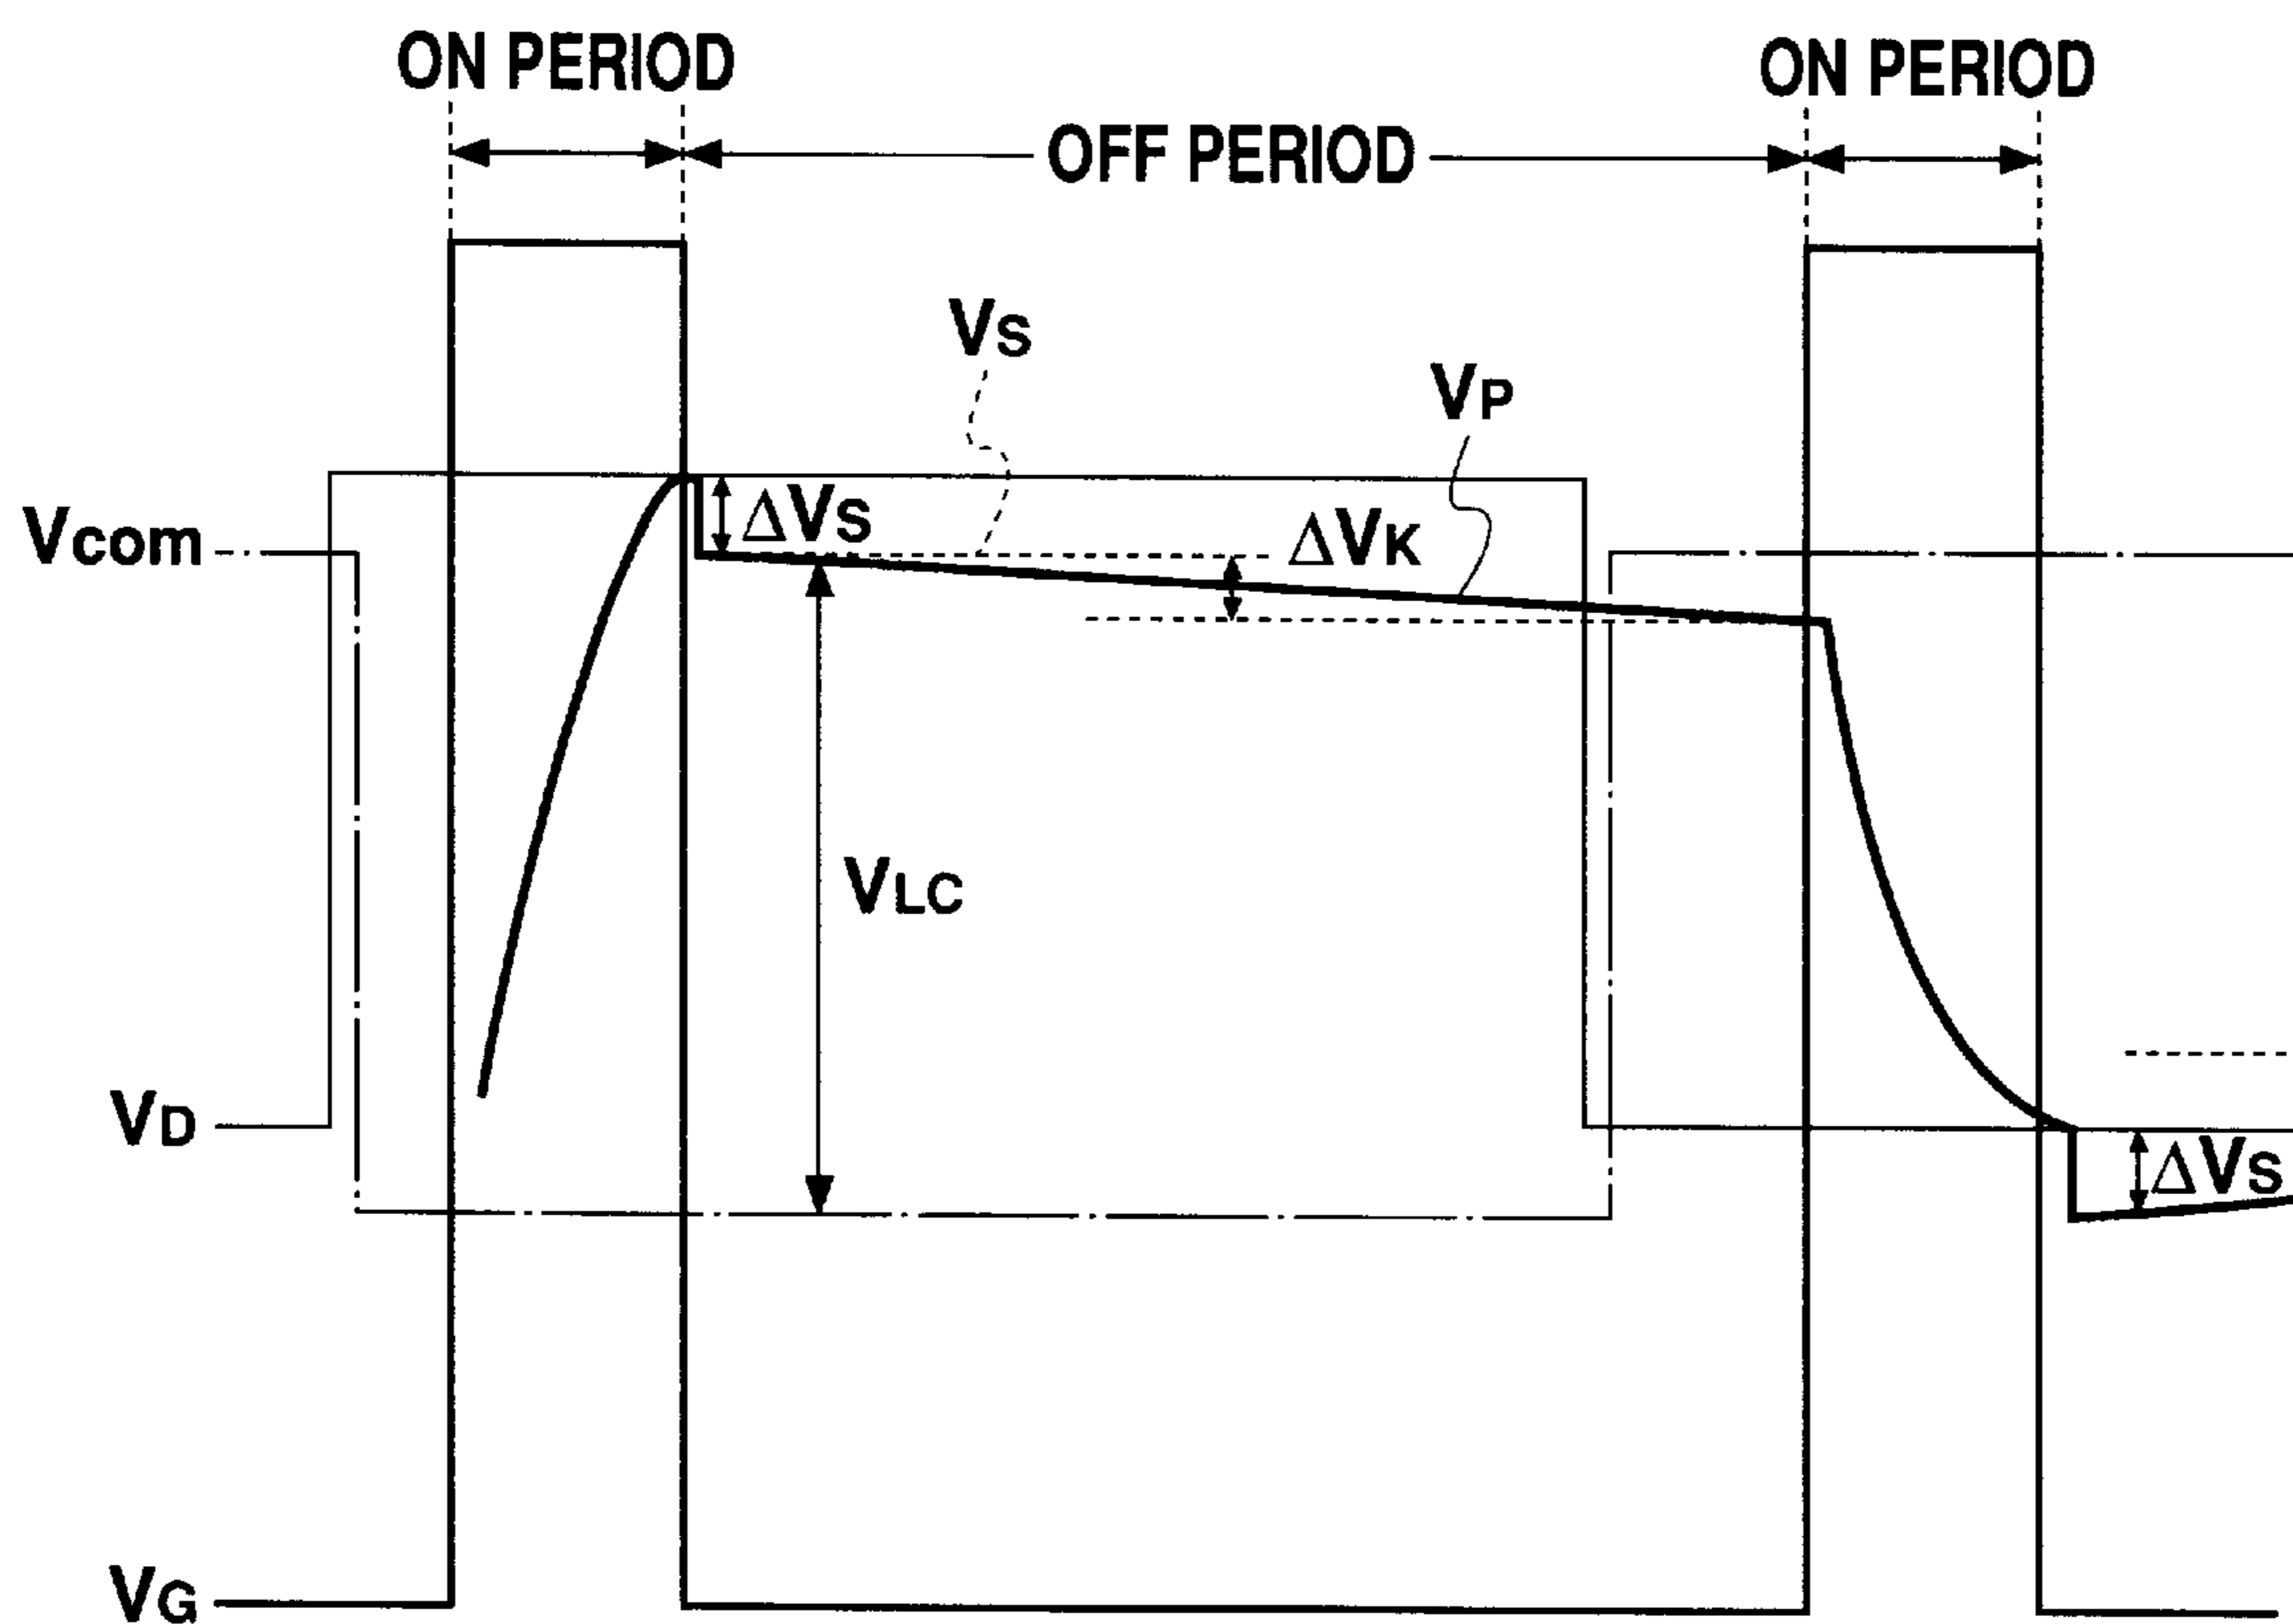 ON PERIOD
ON PERIOD
OFF PERIOD
VS
VP
ΔVS
ΔVK
Vcom
VLC
VD
ΔVS
VG